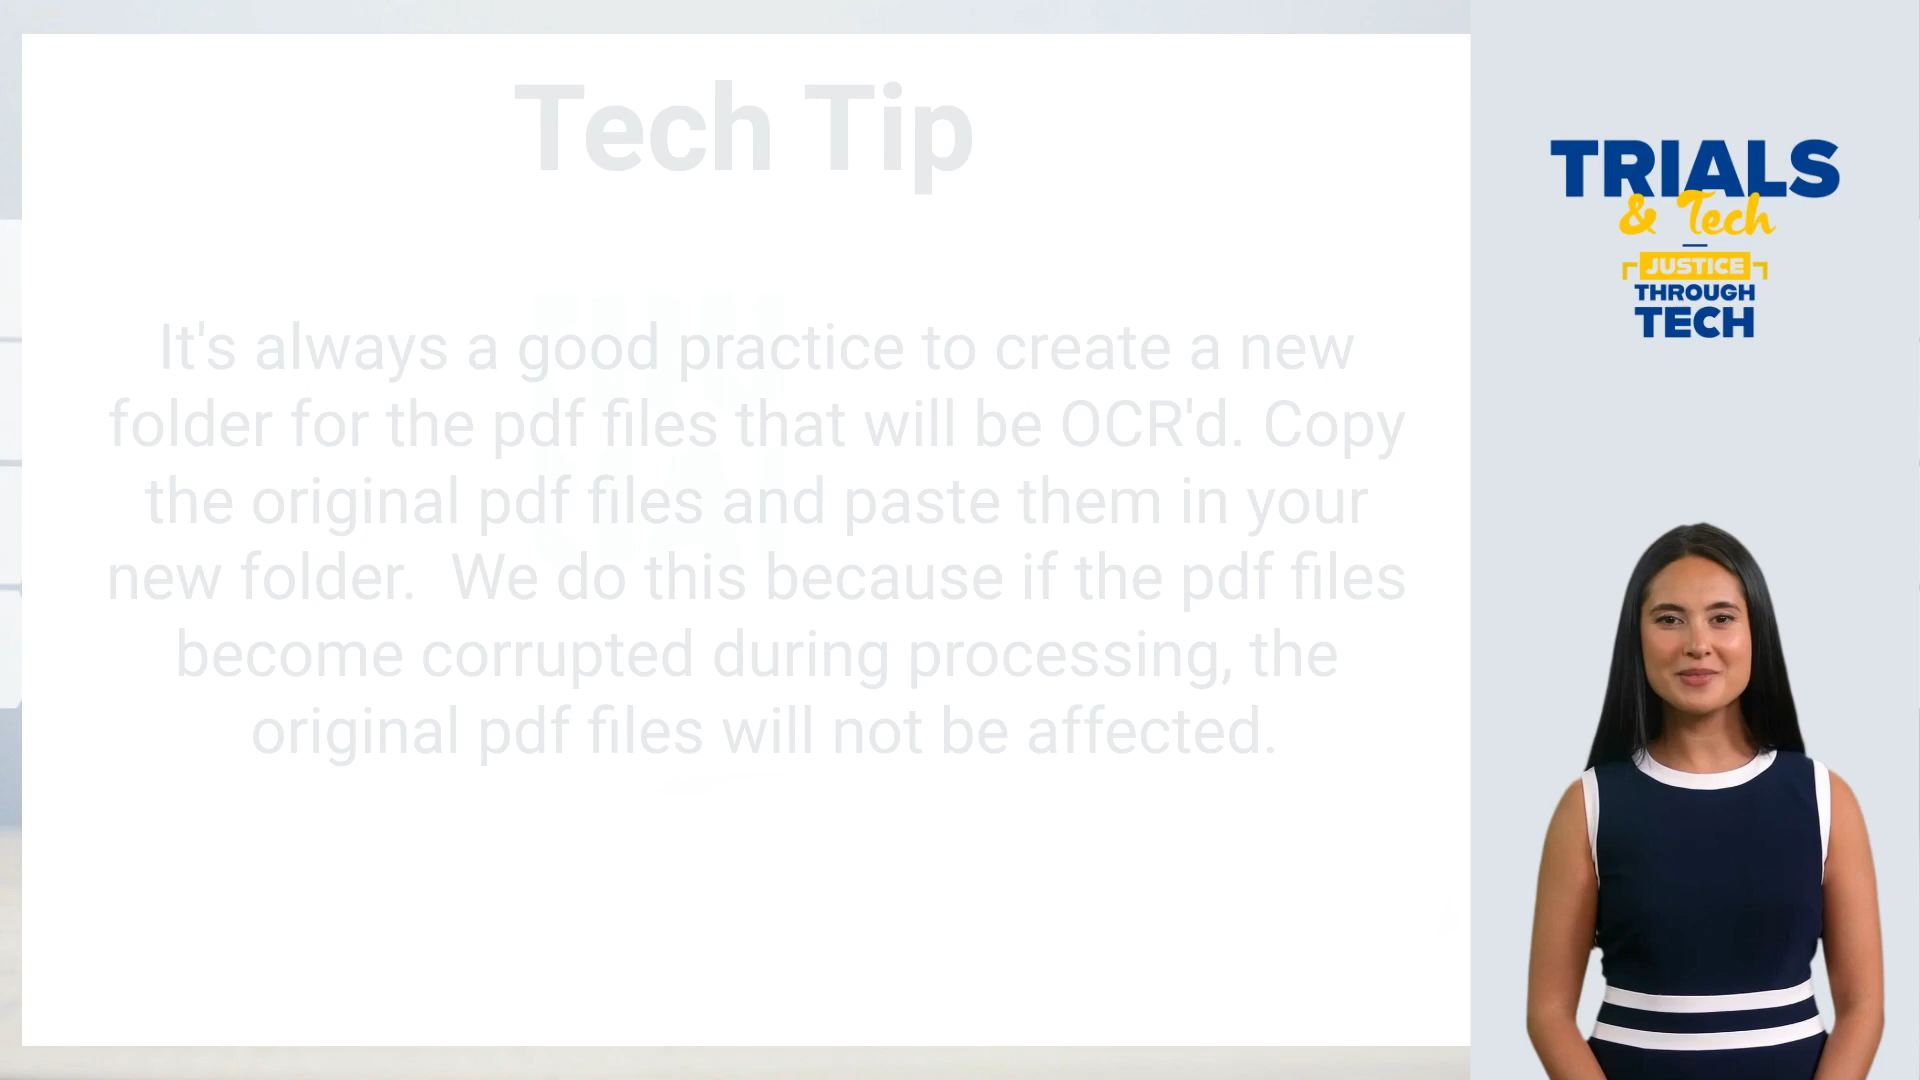 Tech Tip
It's always a good practice to create a new
folder for the pdf files that will be OCR'd. Copy
the original pdf files and paste them in your
new folder.  We do this because if the pdf files
become corrupted during processing, the
original pdf files will not be affected.
TRIALS
& Tech
JUSTICE
THROUGH
TECH